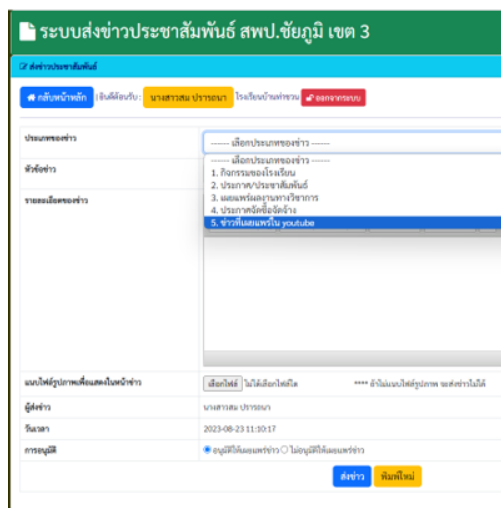 ระบบส่งข่าวประชาสัมพันธ์ สพป.ชัยภูมิ เขต 3
ส่งข่าวประชาสัมพันธ์
กลับหน้าหลัก |ยินดีต้อนรับ: นางสาวสม ปรารถนา โรงเรียนบ้านท่าชวน ออกจากระบบ
ประเภทของข่าว
------ เลือกประเภทของข่าว ------
------ เลือกประเภทของข่าว ------
1. กิจกรรมของโรงเรียน
2. ประกาศ/ประชาสัมพันธ์
3. เผยแพร่ผลงานทางวิชาการ
4. ประกาศจัดซื้อจัดจ้าง
5. ข่าวที่เผยแพร่ใน youtube
หัวข้อข่าว
รายละเอียดของข่าว
แนบไฟล์รูปภาพเพื่อแสดงในหน้าข่าว เลือกไฟล์ ไม่ได้เลือกไฟล์ใด **** ถ้าไม่แนบไฟล์รูปภาพ จะส่งข่าวไม่ได้
ผู้ส่งข่าว นางสาวสม ปรารถนา
วันเวลา 2023-08-23 11:10:17
การอนุมัติ อนุมัติให้เผยแพร่ข่าว ไม่อนุมัติให้เผยแพร่ข่าว
ส่งข่าว พิมพ์ใหม่